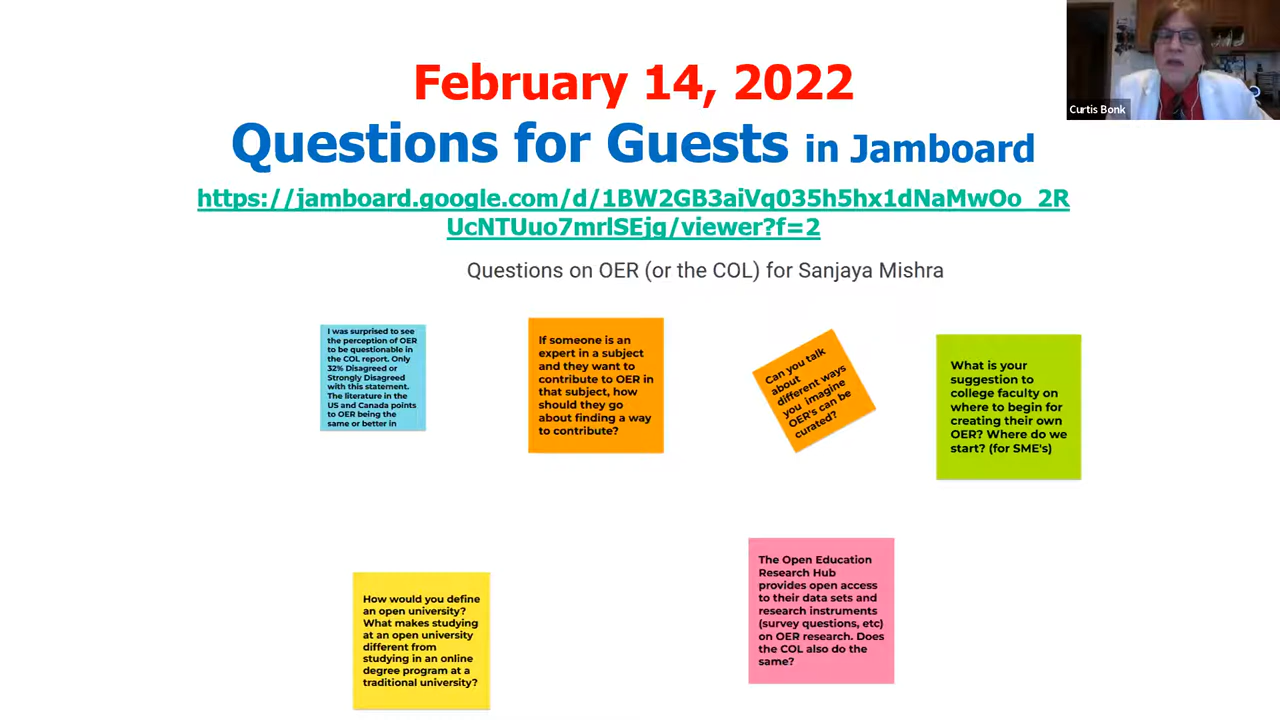 February 14, 2022
Questions for Guests in Jamboard
https://jamboard.google.com/d/1BW2GB3aiVq035h5hx1dNaMwOo_2R
UcNTUuo7mrlSEjg/viewer?f=2
Questions on OER (or the COL) for Sanjaya Mishra
Curtis Bonk
I was surprised to see
the perception of OER
to be questionable in
the COL report. Only
32% Disagreed or
Strongly Disagreed
with this statement.
The literature in the
US and Canada points
to OER being the
same or better in
If someone is an
expert in a subject
and they want to
contribute to OER in
that subject, how
should they go
about finding a way
to contribute?
Can you talk
about
different ways
you imagine
OER's can be
curated?
What is your
suggestion to
college faculty on
where to begin for
creating their own
OER? Where do we
start? (for SME's)
How would you define
an open university?
What makes studying
at an open university
different from
studying in an online
degree program at a
traditional university?
The Open Education
Research Hub
provides open access
to their data sets and
research instruments
(survey questions, etc)
on OER research. Does
the COL also do the
same?